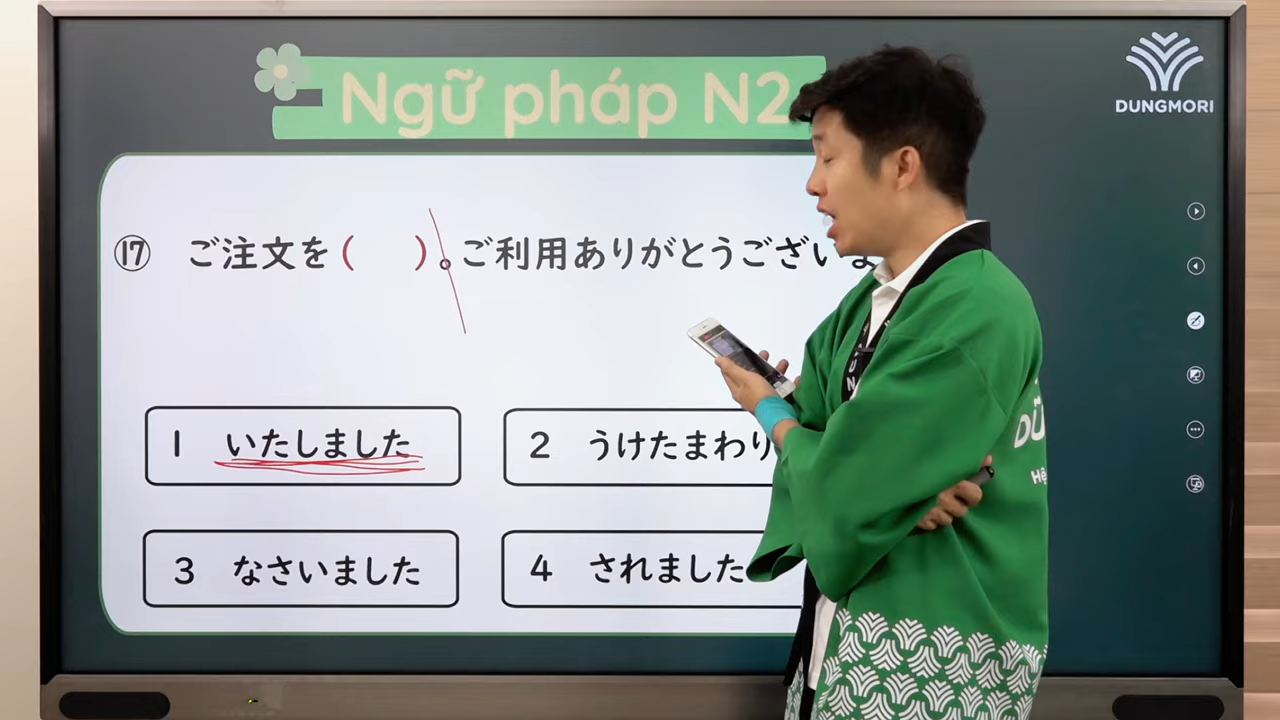 Ngữ pháp N2
DUNGMORI
⑰ ご注文を( )。ご利用ありがとうござい
1 いたしました
2 うけたまわり
3 なさいました
4 されました